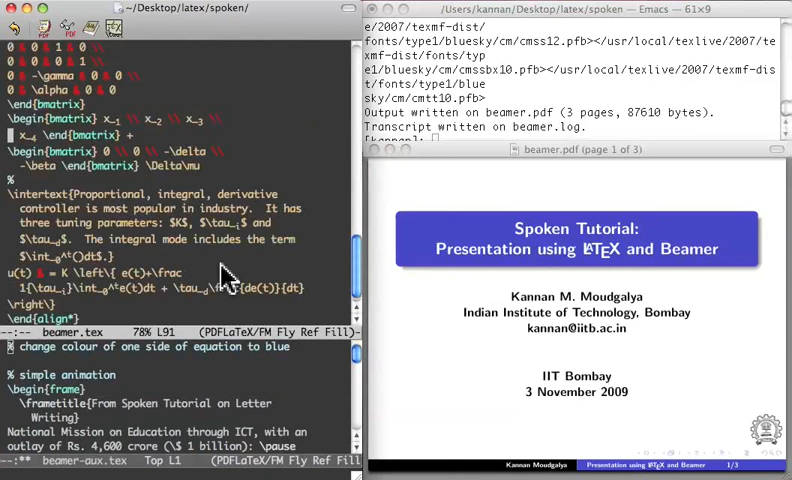 ~/Desktop/latex/spoken/
0 & 0 & 1 & 0 \\
0 & 0 & 0 & 1 \\
0 & -\gamma & 0 & 0
0 & \alpha & 0 & 0
\end{bmatrix}
\begin{bmatrix} x_1 \\ x_2 \\ x_3 \\
x_4 \end{bmatrix} +
\begin{bmatrix} 0 \\ 0 \\ -\delta \\
-\beta \end{bmatrix} \Delta\mu
%
\intertext{Proportional, integral, derivative
controller is most popular in industry. It has
three tuning parameters: $K$, $\tau_i$ and
$\tau_d$. The integral mode includes the term
$\int_0^t()dt$.}
u(t) & = K \left\{ e(t)+\frac
1{\tau_i}\int_0^te(t)dt + \tau_d\ {de(t)}{dt}
\right\}
\end{align*}
--:-- beamer.tex 78% L91 (PDFLaTeX/FM Fly Ref Fill)-
% change colour of one side of equation to blue
% simple animation
\begin{frame}
\frametitle{From Spoken Tutorial on Letter
Writing}
National Mission on Education through ICT, with an
outlay of Rs. 4,600 crore (\$ 1 billion): \pause
--:** beamer-aux.tex Top L1 (PDFLaTeX/FM Fly Ref Fill
/Users/kannan/Desktop/latex/spoken — Emacs — 61×9
e/2007/texmf-dist/
fonts/type1/bluesky/cm/cmss12.pfb></usr/local/texlive/2007/te
xmf-dist/fonts/typ
e1/bluesky/cm/cmssbx10.pfb></usr/local/texlive/2007/texmf-dis
t/fonts/type1/blue
sky/cm/cmtt10.pfb>
Output written on beamer.pdf (3 pages, 87610 bytes).
Transcript written on beamer.log.
beamer.pdf (page 1 of 3)
Spoken Tutorial:
Presentation using LATEX and Beamer
Kannan M. Moudgalya
Indian Institute of Technology, Bombay
kannan@iitb.ac.in
IIT Bombay
3 November 2009
Kannan Moudgalya Presentation using LATEX and Beamer 1/3